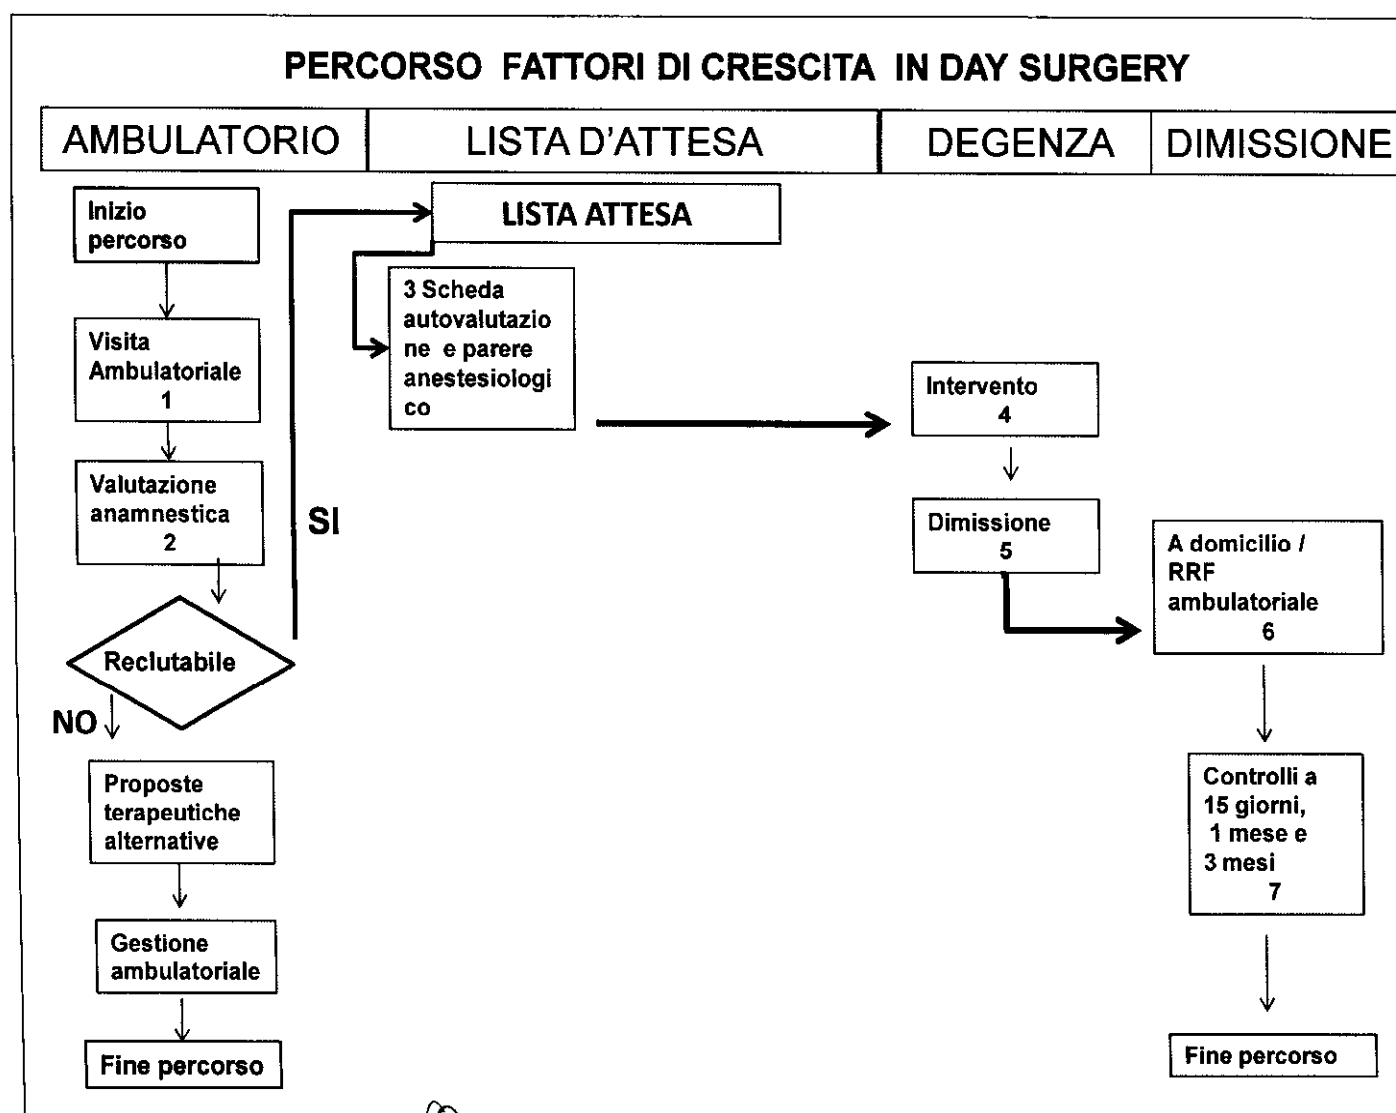 PERCORSO FATTORI DI CRESCITA IN DAY SURGERY
AMBULATORIO
LISTA D'ATTESA
DEGENZA
DIMISSIONE
Inizio
percorso
Visita
Ambulatoriale
1
Valutazione
anamnestica
2
Reclutabile
SI
NO
Proposte
terapeutiche
alternative
Gestione
ambulatoriale
Fine percorso
LISTA ATTESA
3 Scheda
autovalutazio
ne e parere
anestesiologi
co
Intervento
4
Dimissione
5
A domicilio /
RRF
ambulatoriale
6
Controlli a
15 giorni,
1 mese e
3 mesi
7
Fine percorso